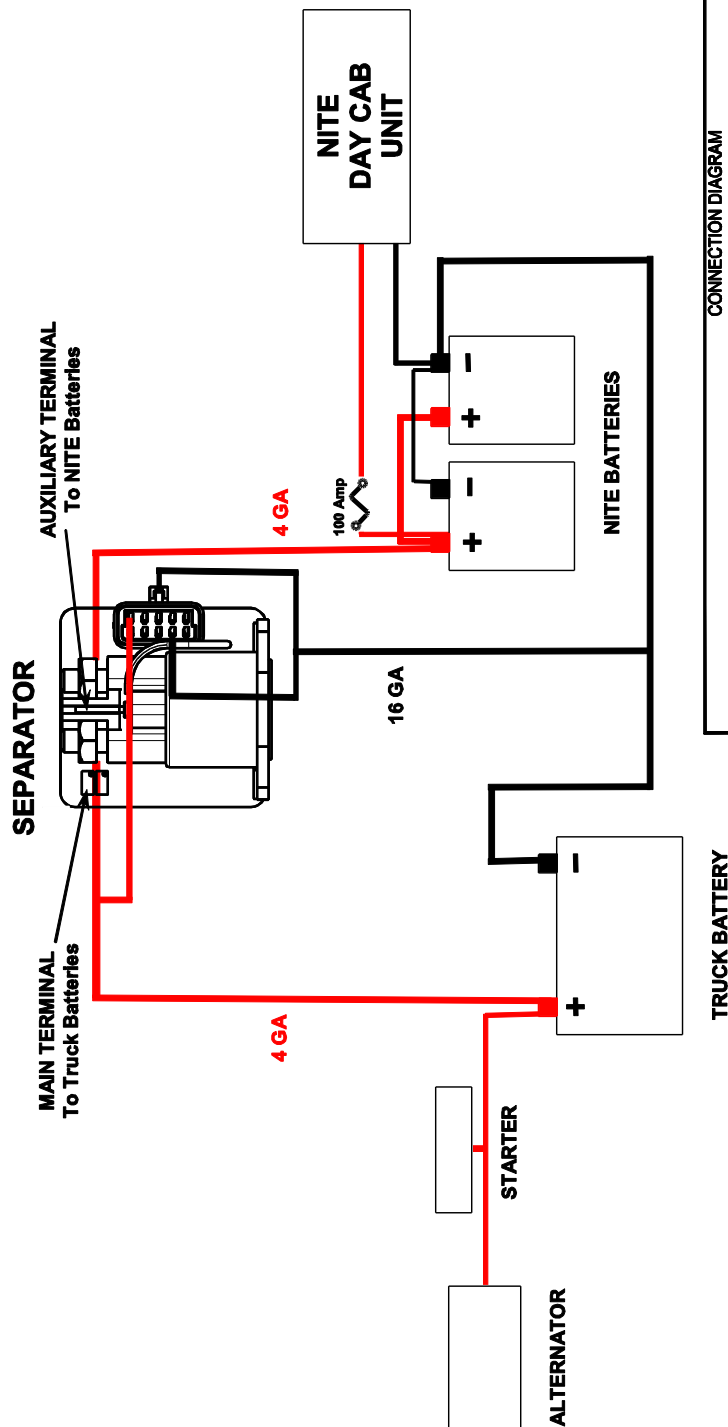 SEPARATOR
MAIN TERMINAL
To Truck Batteries
AUXILIARY TERMINAL
To NITE Batteries
4 GA
4 GA
100 Amp
NITE
DAY CAB
UNIT
16 GA
+
−
+
−
NITE BATTERIES
+
−
TRUCK BATTERY
STARTER
ALTERNATOR
CONNECTION DIAGRAM